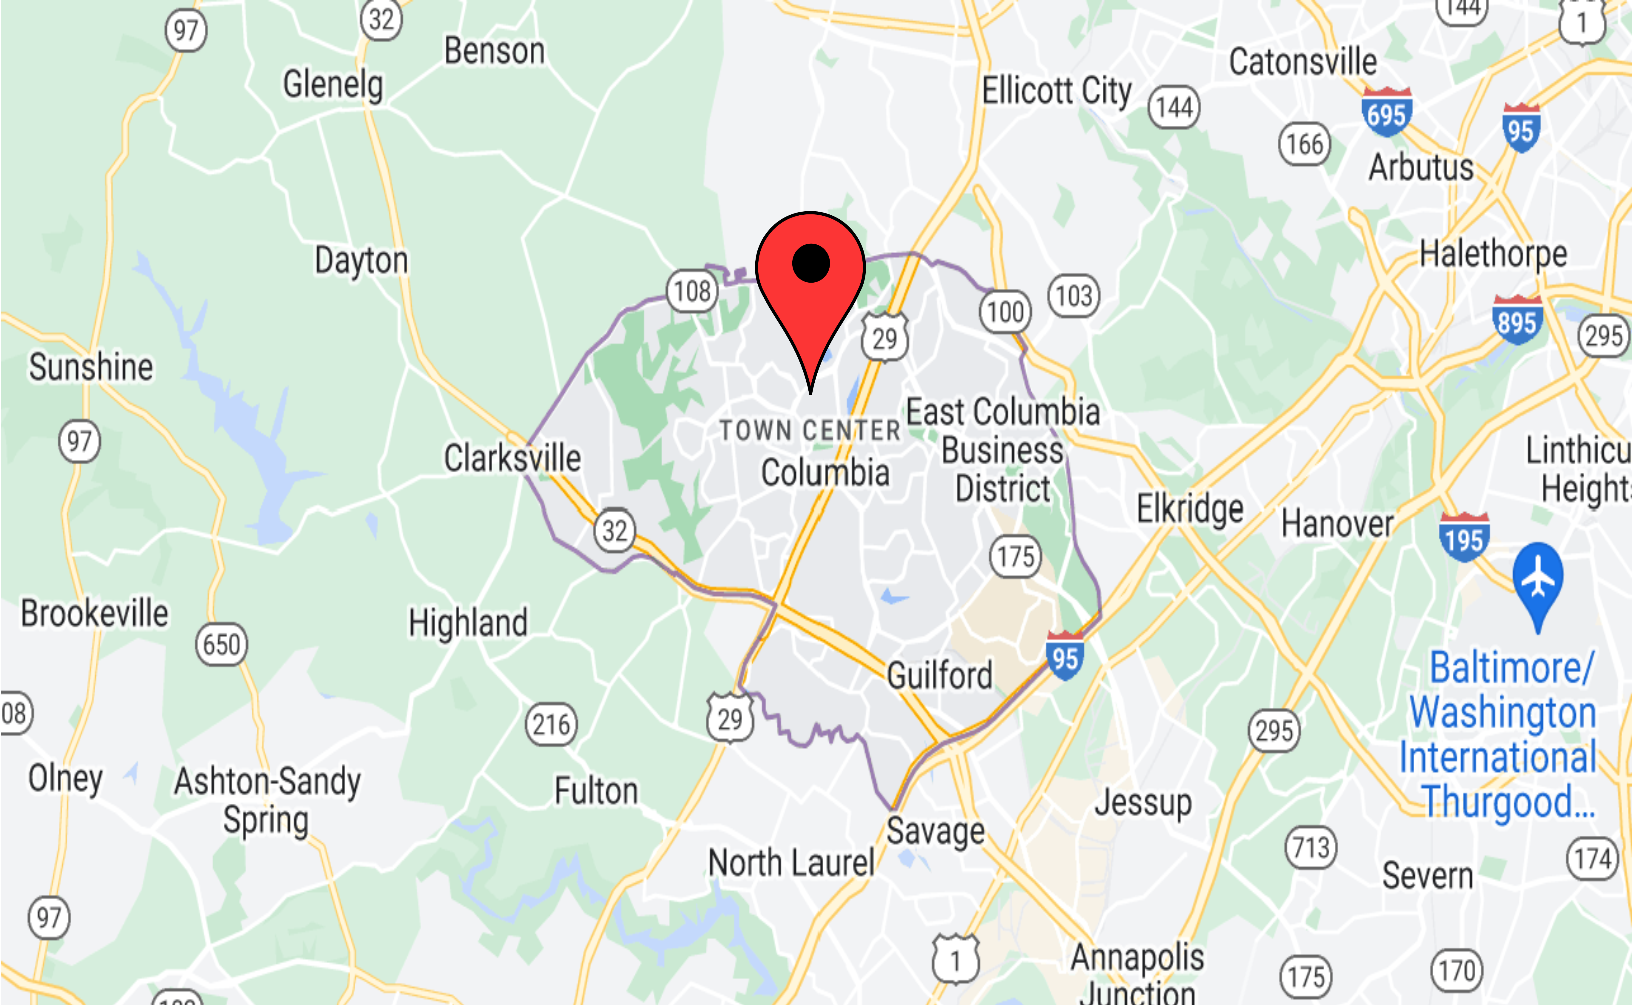 97
32
Benson
Glenelg
144
1
Catonsville
Ellicott City
144
695
95
166
Arbutus
Dayton
Halethorpe
108
100
103
29
895
295
Sunshine
East Columbia
Business
District
TOWN CENTER
Columbia
97
Clarksville
Linthicu
Height
32
Elkridge
Hanover
195
175
Brookeville
Highland
650
95
Guilford
Baltimore/
Washington
International
Thurgood...
08
216
29
295
Olney
Ashton-Sandy
Spring
Fulton
Jessup
Savage
North Laurel
713
174
Severn
97
1
Annapolis
Junction
175
170